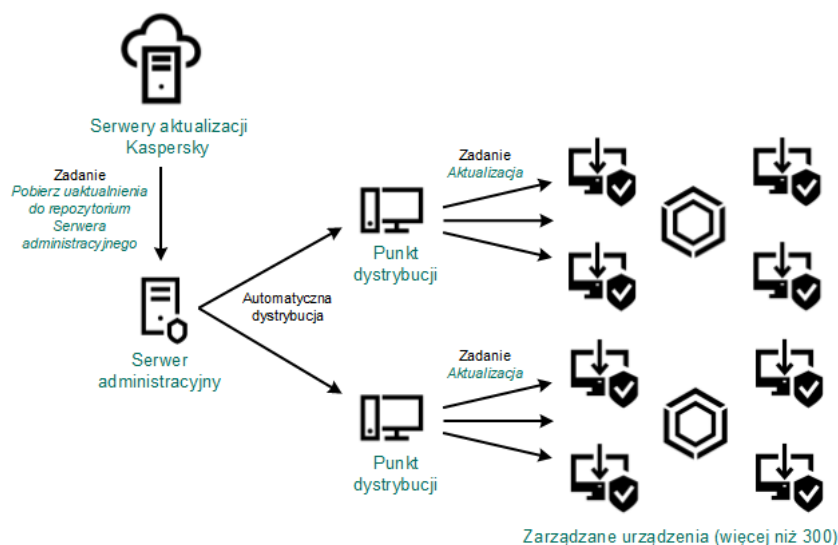 Serwery aktualizacji
Kaspersky
Zadanie
Pobierz uaktualnienia
do repozytorium
Serwera
administracyjnego
Serwer
administracyjny
Automatyczna
dystrybucja
Punkt
dystrybucji
Zadanie
Aktualizacja
Punkt
dystrybucji
Zadanie
Aktualizacja
Zarządzane urządzenia (więcej niż 300)